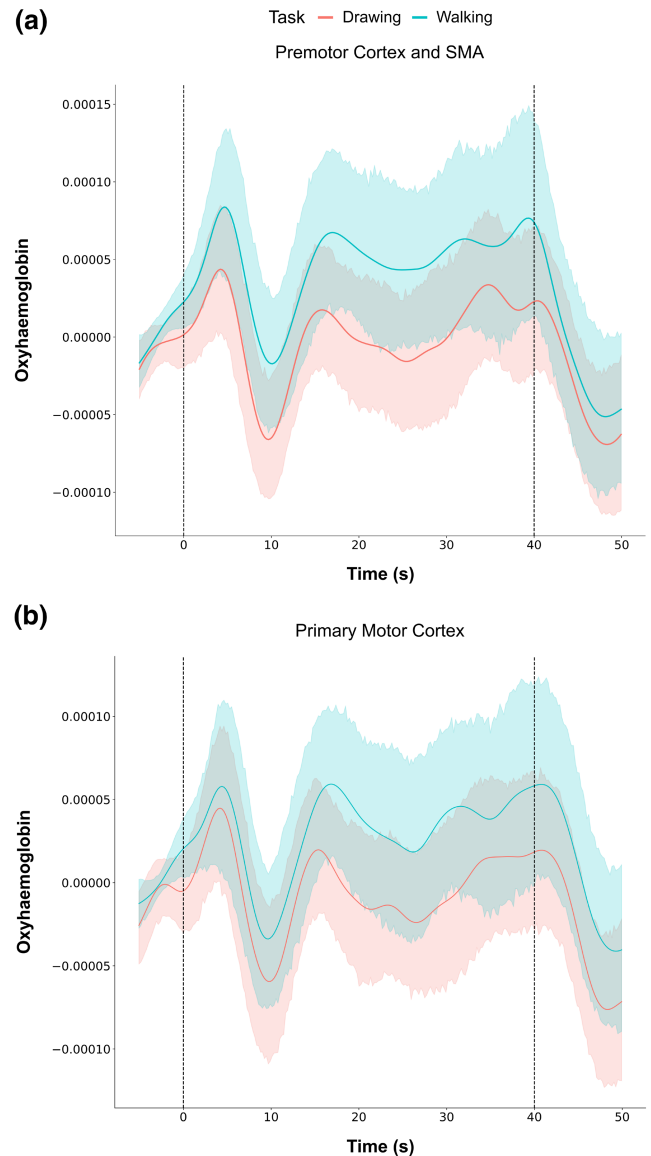 (a)
Task Drawing Walking
Premotor Cortex and SMA
Oxyhaemoglobin
0.00015
0.00010
0.00005
0.00000
−0.00005
−0.00010
0 10 20 30 40 50
Time (s)
(b)
Primary Motor Cortex
Oxyhaemoglobin
0.00010
0.00005
0.00000
−0.00005
−0.00010
0 10 20 30 40 50
Time (s)